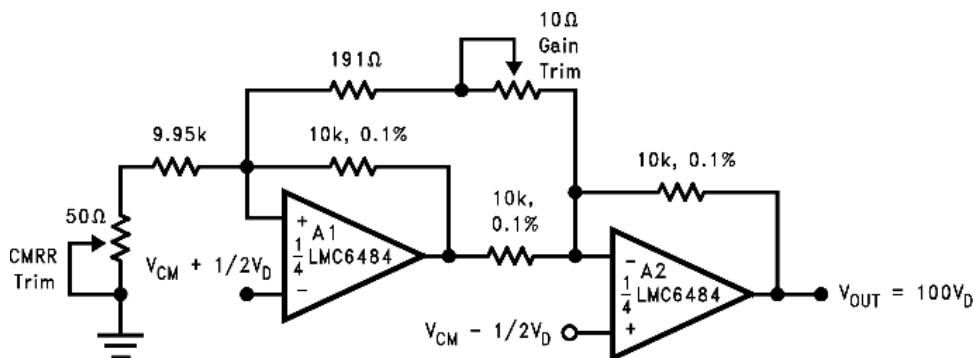 10Ω
Gain
Trim
191Ω
9.95k
10k, 0.1%
10k, 0.1%
10k,
0.1%
50Ω
CMRR
Trim
+
A1
1/4 LMC6484
−
V_CM + 1/2V_D
−
A2
1/4 LMC6484
+
V_CM − 1/2V_D
V_OUT = 100V_D